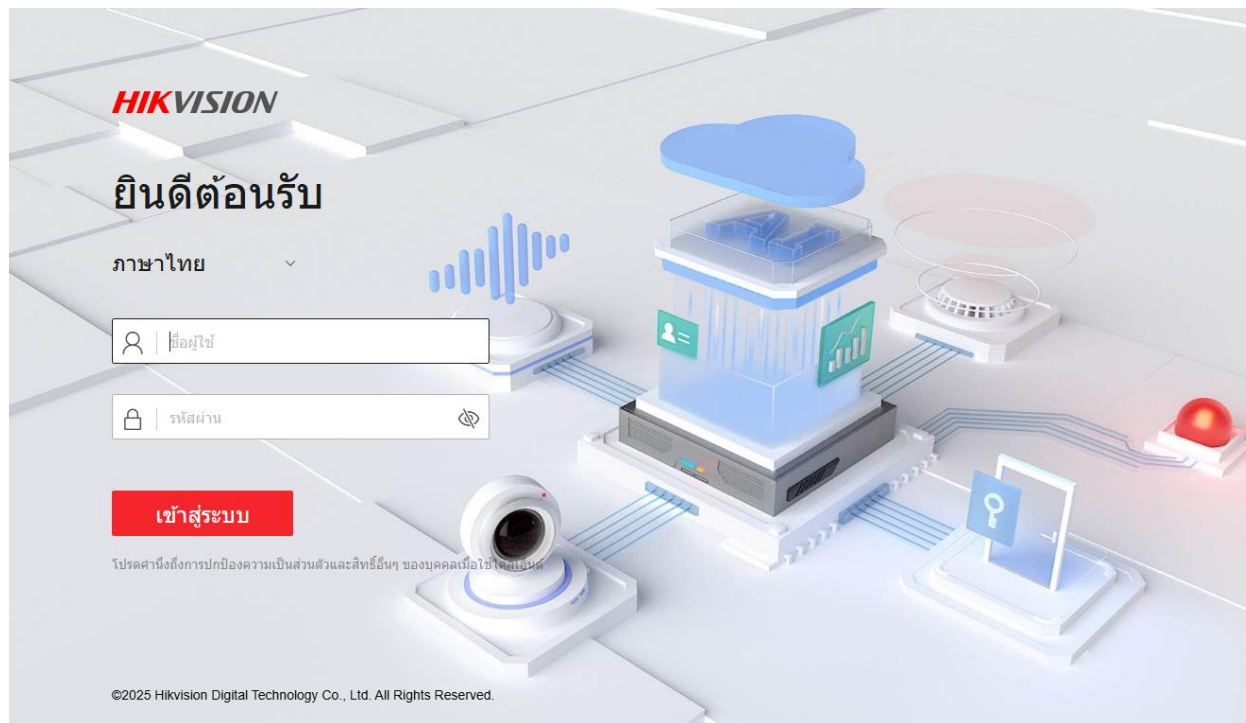 HIKVISION
ยินดีต้อนรับ
ภาษาไทย
ชื่อผู้ใช้
รหัสผ่าน
เข้าสู่ระบบ
โปรดคำนึงถึงการปกป้องความเป็นส่วนตัวและสิทธิ์อื่นๆ ของบุคคลเมื่อใช้ไคลเอ็นต์
AI
©2025 Hikvision Digital Technology Co., Ltd. All Rights Reserved.